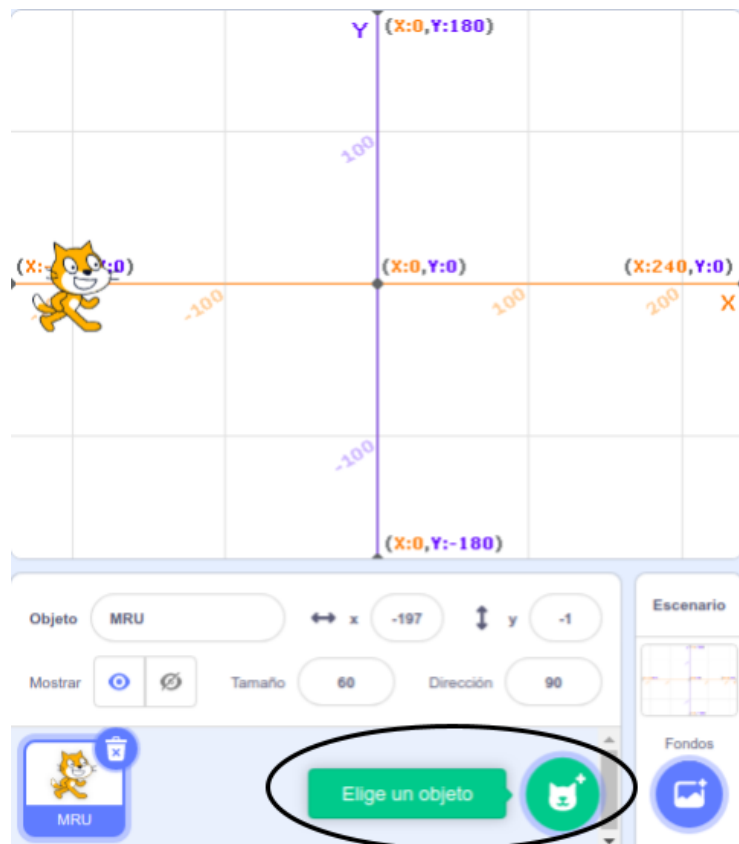 Y (X:0,Y:180)
100
(X: :0) (X:0,Y:0) (X:240,Y:0)
-100 100 200 X
-100
(X:0,Y:-180)
Objeto MRU x -197 y -1 Escenario
Mostrar Tamaño 60 Dirección 90
Fondos
Elige un objeto
MRU